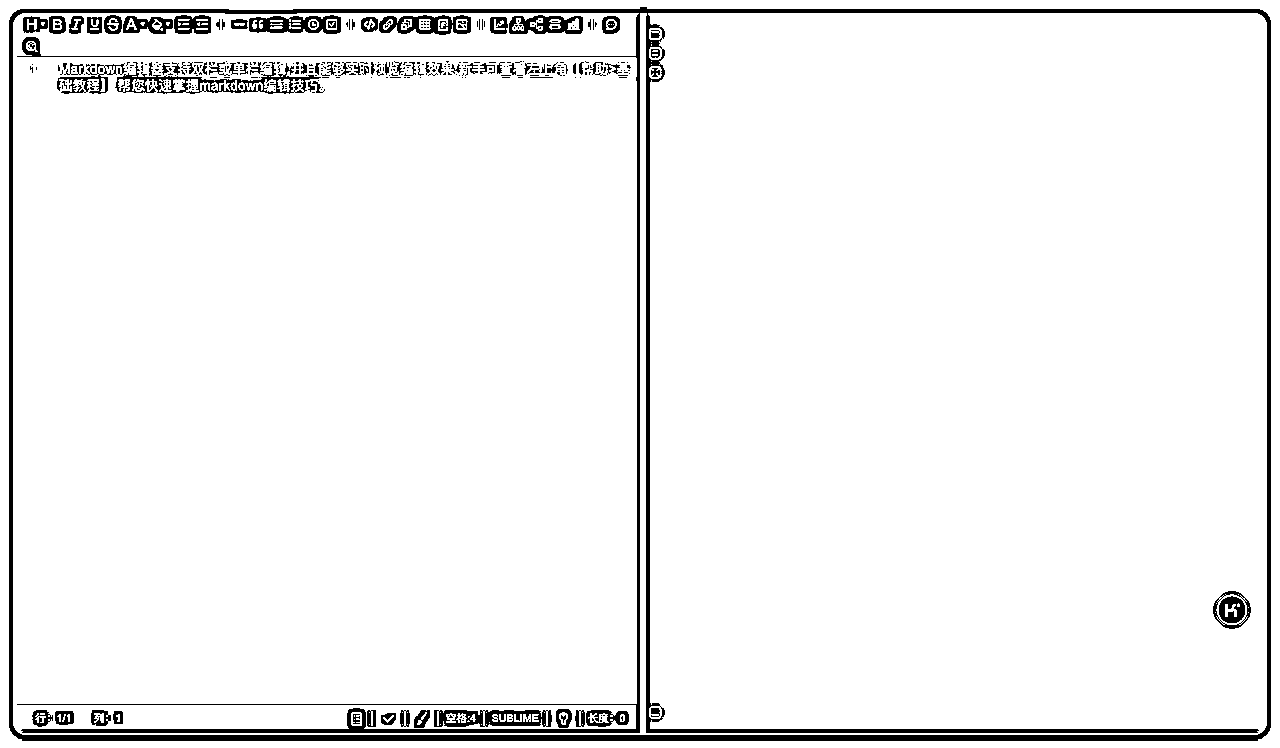 H B I U S A
1 Markdown编辑器支持双栏或单栏编辑,并且能够实时预览编辑效果,新手可查看左上角【帮助>基
础教程】 帮您快速掌握markdown编辑技巧。
行: 1/1 列: 1 空格:4 SUBLIME 长度: 0